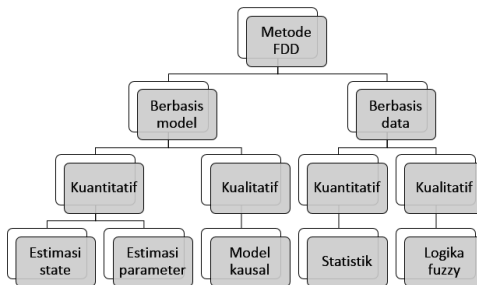 Metode
FDD
Berbasis
model
Berbasis
data
Kuantitatif
Kualitatif
Kuantitatif
Kualitatif
Estimasi
state
Estimasi
parameter
Model
kausal
Statistik
Logika
fuzzy